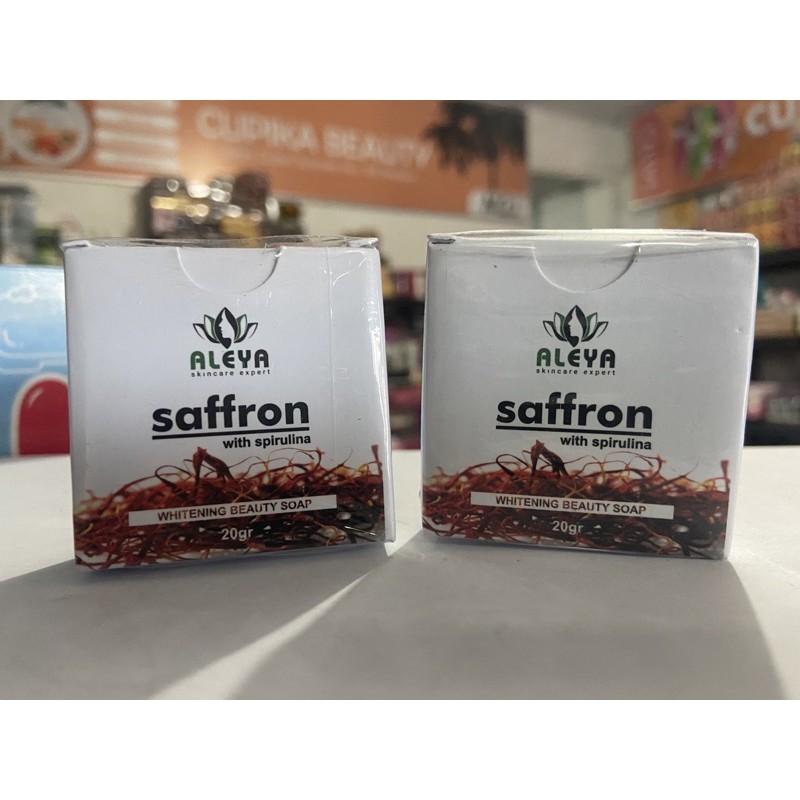 CUPIKA BEAUTY
CU
ALEYA
skincare expert
saffron
with spirulina
WHITENING BEAUTY SOAP
20gr
ALEYA
skincare expert
saffron
with spirulina
WHITENING BEAUTY SOAP
20gr